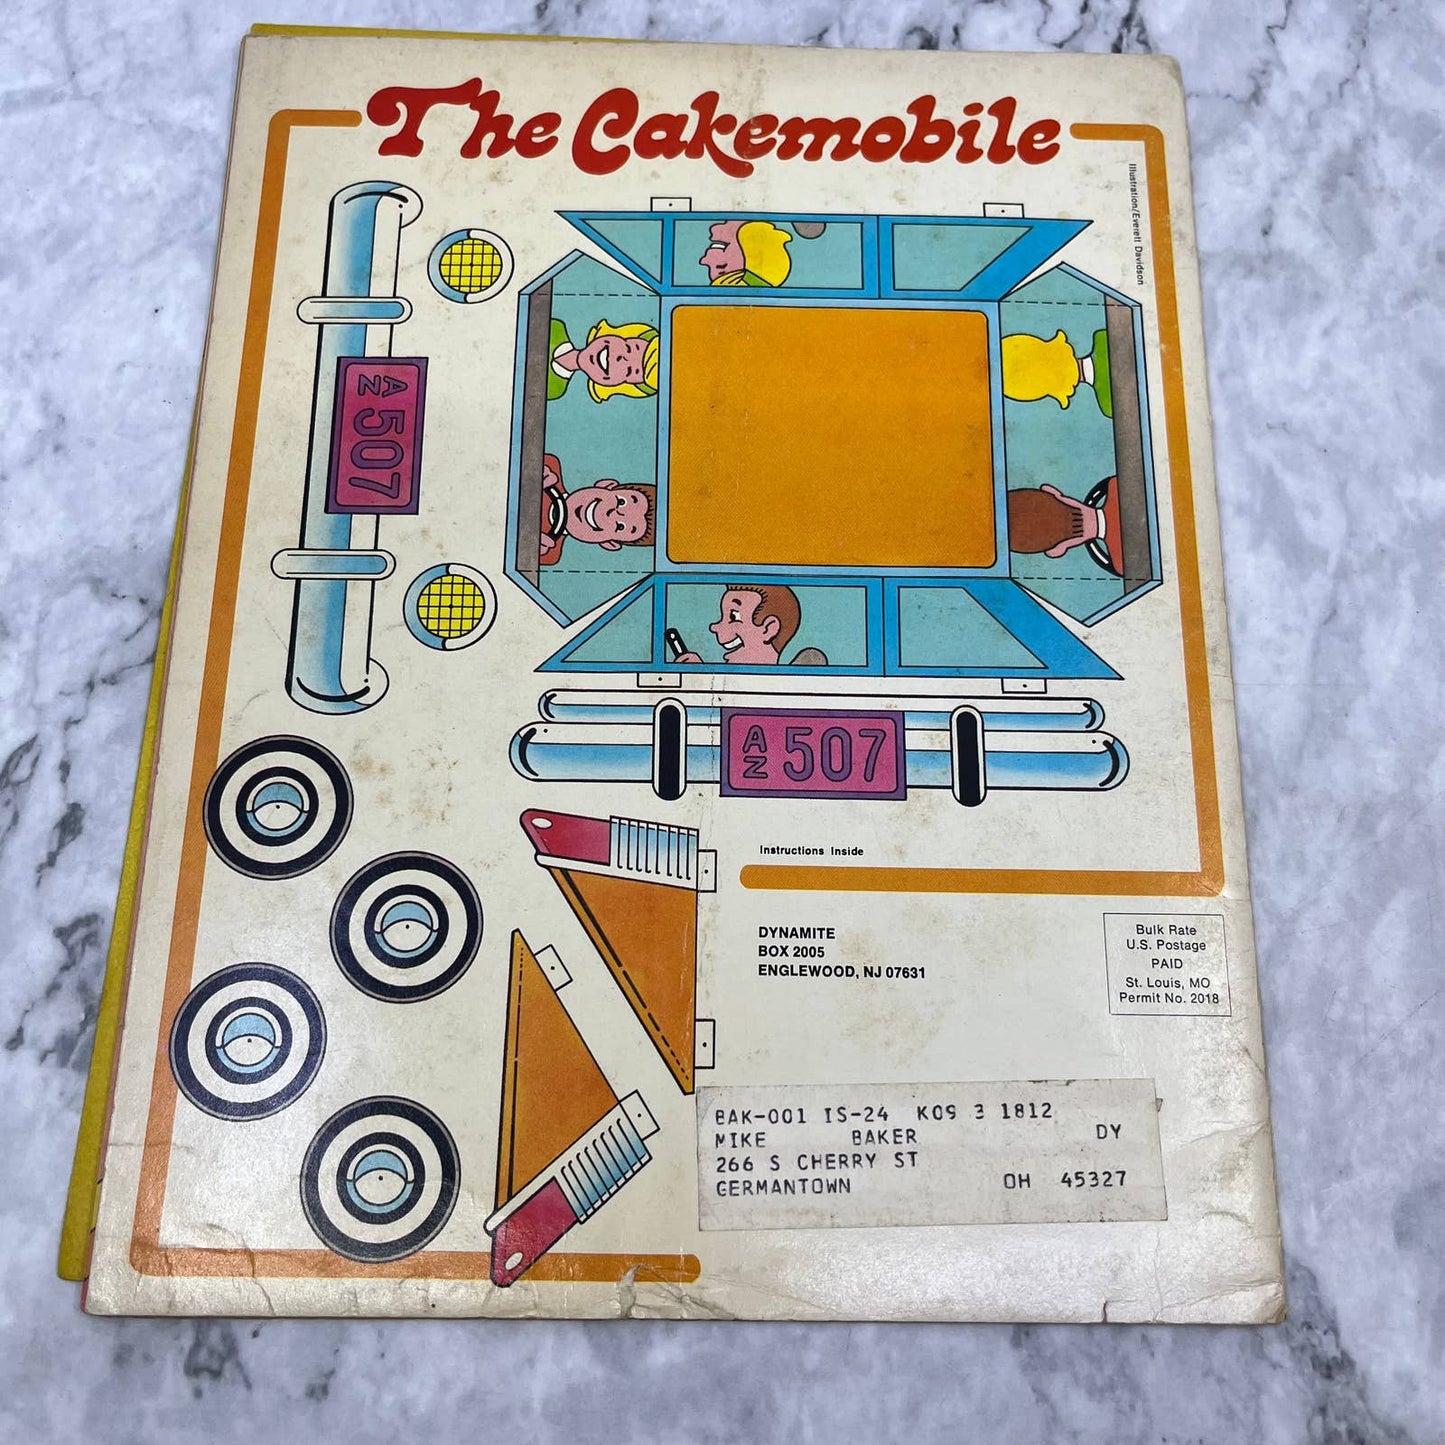 The Cakemobile
Illustration/Everett Davidson
AZ 507
AZ 507
Instructions Inside
DYNAMITE
BOX 2005
ENGLEWOOD, NJ 07631
Bulk Rate
U.S. Postage
PAID
St. Louis, MO
Permit No. 2018
BAK-001 IS-24 K09 3 1812
MIKE BAKER DY
266 S CHERRY ST
GERMANTOWN OH 45327